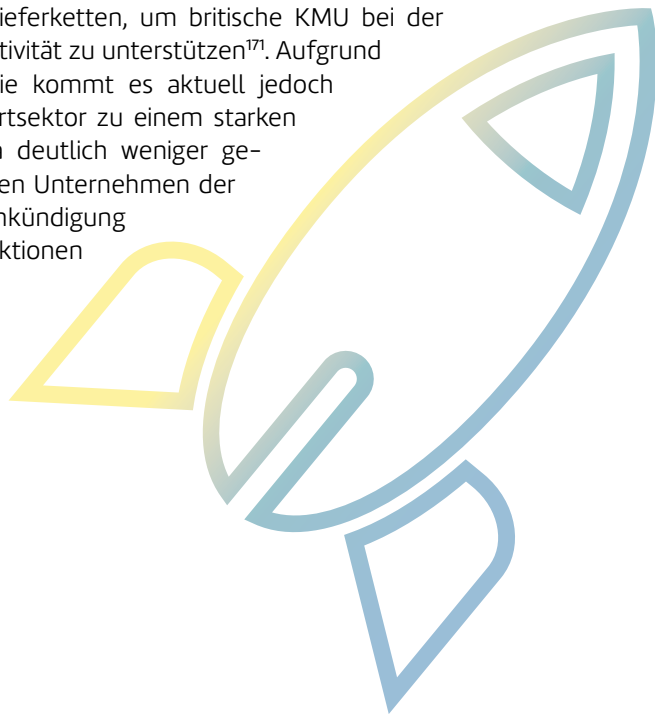 ieferketten, um britische KMU bei der
tivität zu unterstützen¹⁷¹. Aufgrund
ie kommt es aktuell jedoch
rtsektor zu einem starken
deutlich weniger ge-
en Unternehmen der
nkündigung
ktionen